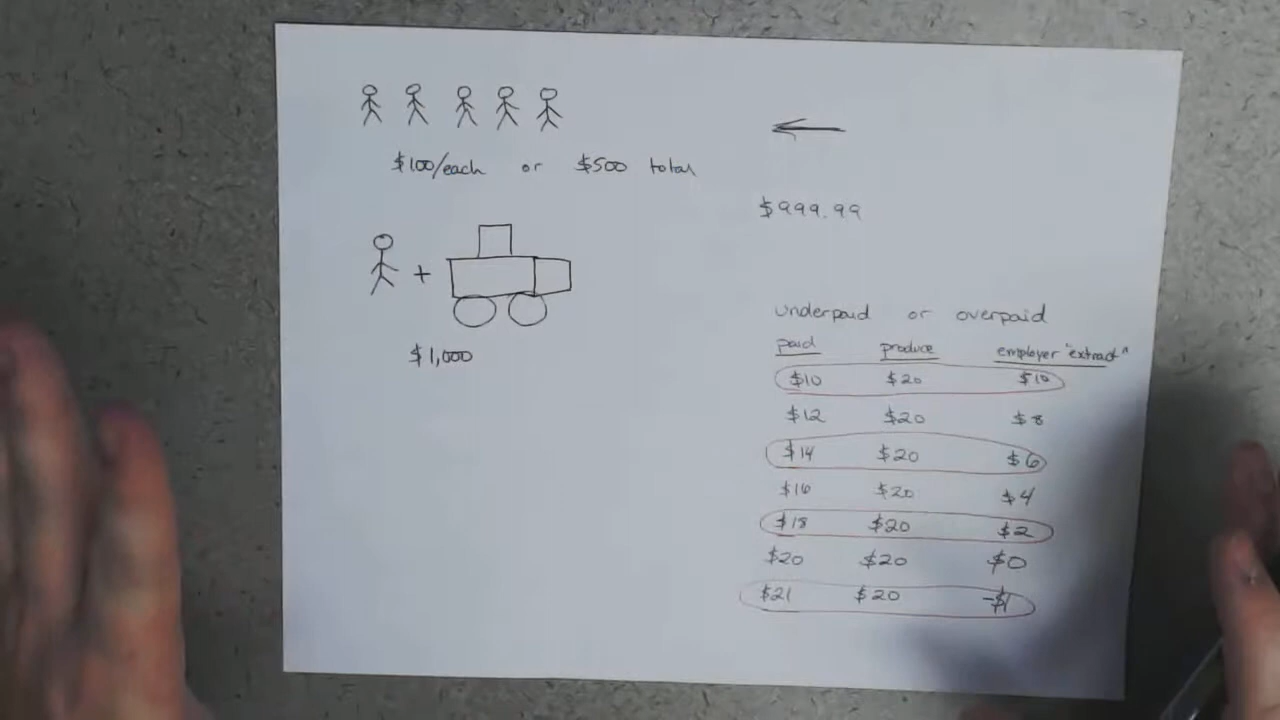 $100/each or $500 total
$999.99
$1,000
underpaid or overpaid
paid produce employer "extract"
$10 $20 $10
$12 $20 $8
$14 $20 $6
$16 $20 $4
$18 $20 $2
$20 $20 $0
$21 $20 -$1